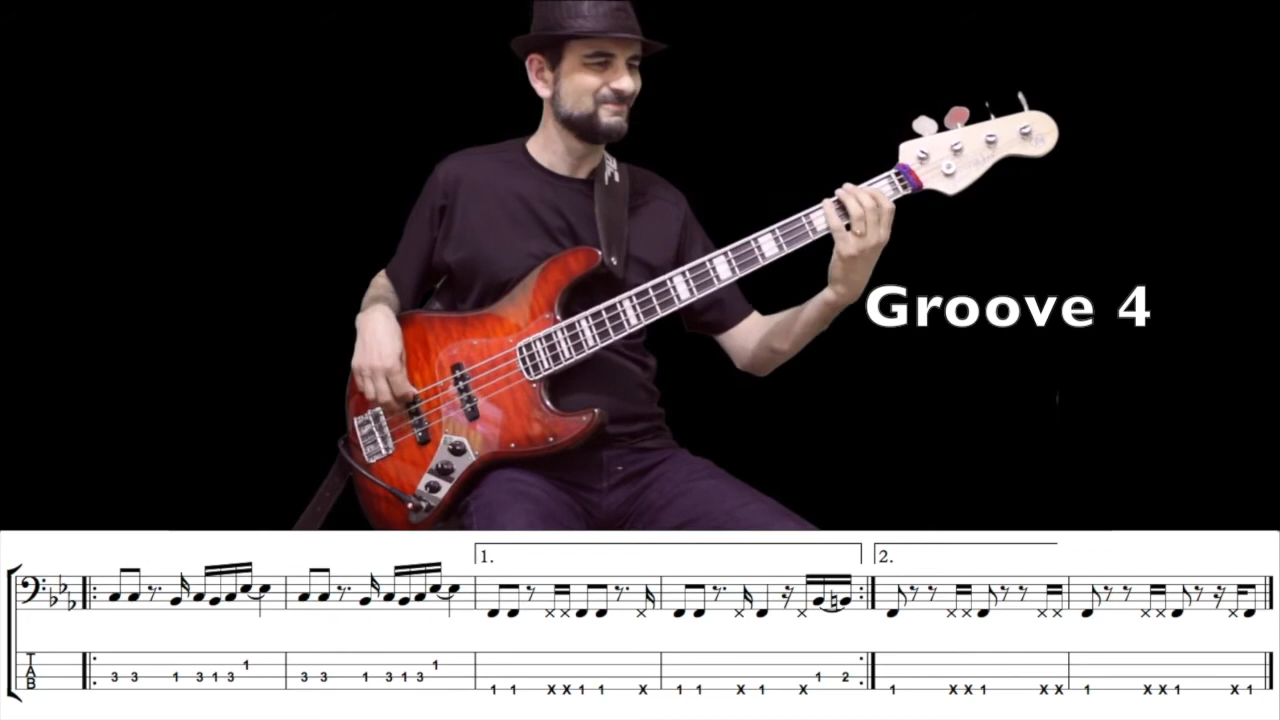 Groove 4
1. 2.
T 1 1
A 3 3 1 3 1 3 3 3 1 3 1 3 1 2
B 1 1 X X 1 1 X 1 1 X 1 X 1 X X 1 X X 1 X X 1 X 1